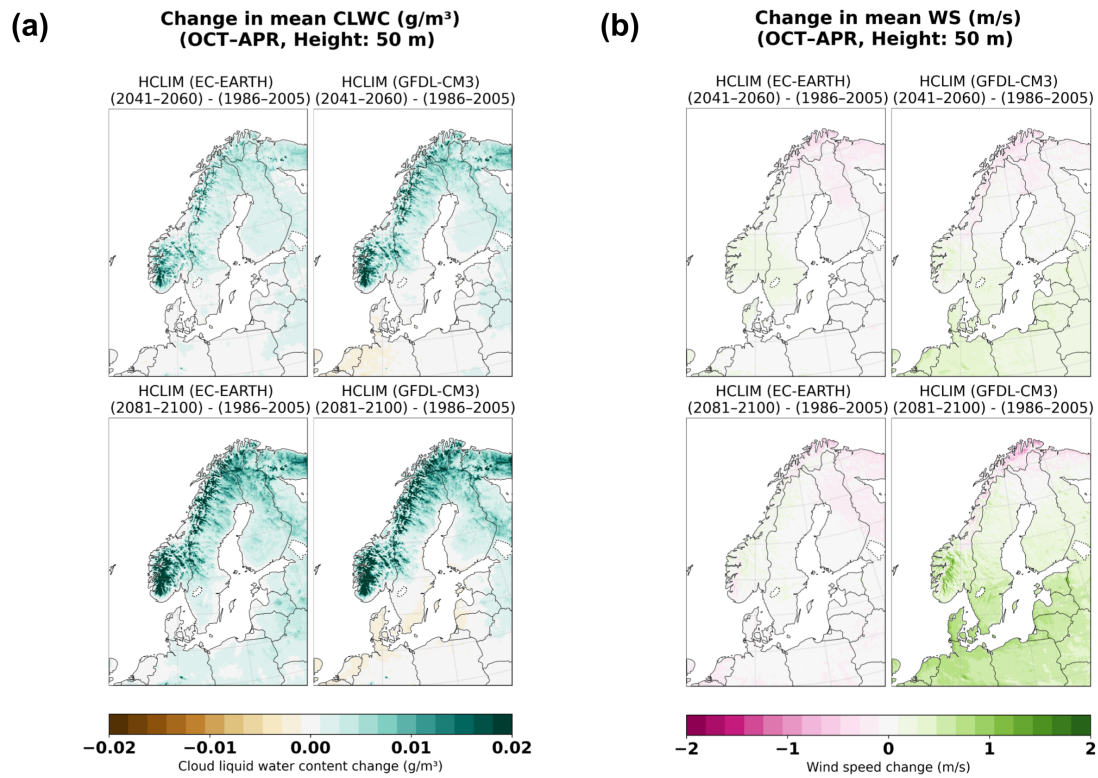 (a)
Change in mean CLWC (g/m³)
(OCT–APR, Height: 50 m)
HCLIM (EC-EARTH)
(2041–2060) - (1986–2005)
HCLIM (GFDL-CM3)
(2041–2060) - (1986–2005)
HCLIM (EC-EARTH)
(2081–2100) - (1986–2005)
HCLIM (GFDL-CM3)
(2081–2100) - (1986–2005)
−0.02 −0.01 0.00 0.01 0.02
Cloud liquid water content change (g/m³)
(b)
Change in mean WS (m/s)
(OCT–APR, Height: 50 m)
HCLIM (EC-EARTH)
(2041–2060) - (1986–2005)
HCLIM (GFDL-CM3)
(2041–2060) - (1986–2005)
HCLIM (EC-EARTH)
(2081–2100) - (1986–2005)
HCLIM (GFDL-CM3)
(2081–2100) - (1986–2005)
−2 −1 0 1 2
Wind speed change (m/s)